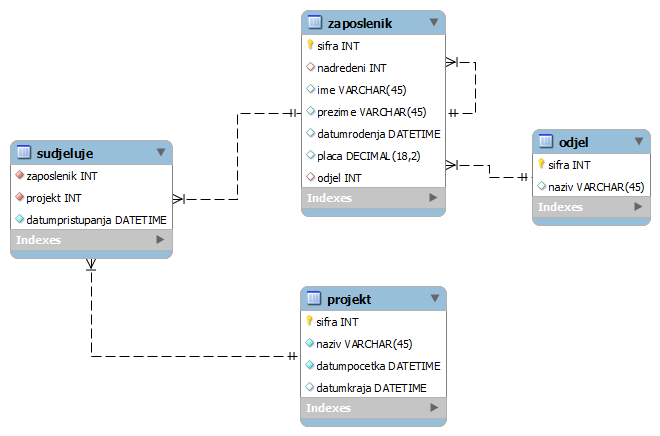 zaposlenik
sifra INT
nadredeni INT
ime VARCHAR(45)
prezime VARCHAR(45)
datumrodenja DATETIME
placa DECIMAL(18,2)
odjel INT
Indexes
odjel
sifra INT
naziv VARCHAR(45)
Indexes
sudjeluje
zaposlenik INT
projekt INT
datumpristupanja DATETIME
Indexes
projekt
sifra INT
naziv VARCHAR(45)
datumpocetka DATETIME
datumkraja DATETIME
Indexes